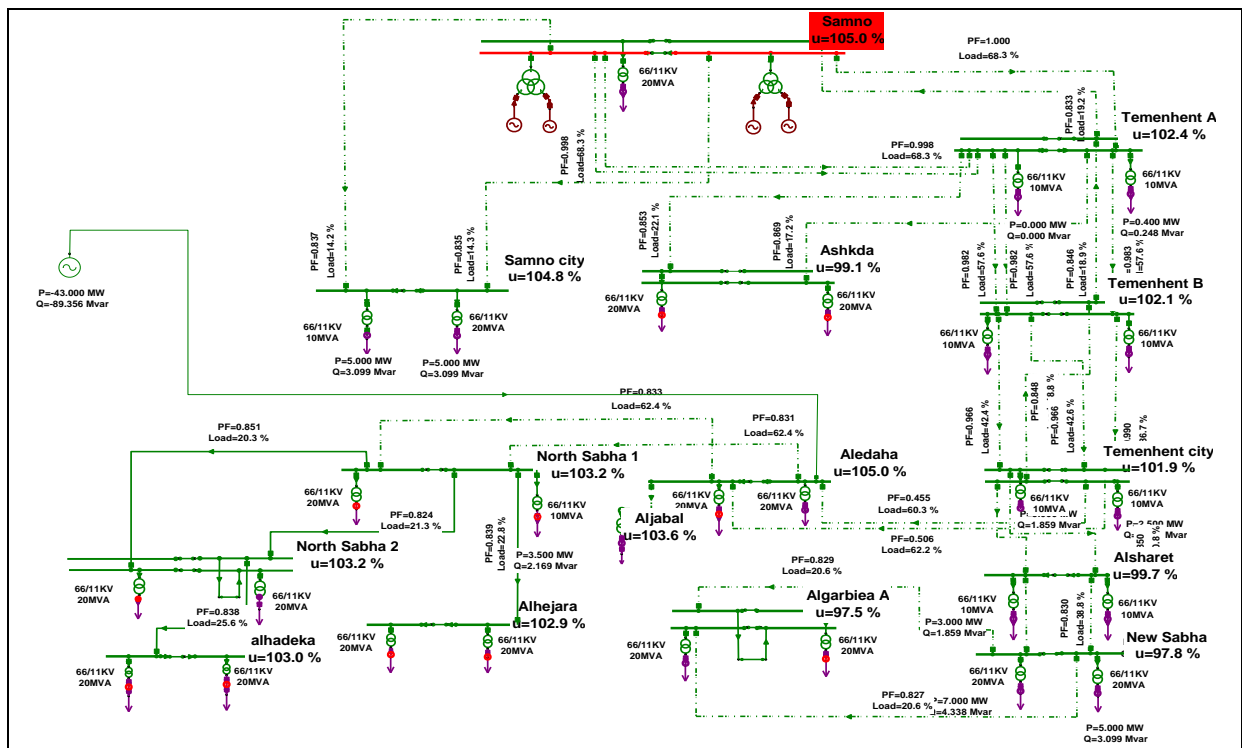 Samno
u=105.0 %
PF=1.000
Load=68.3 %
66/11KV
20MVA
PF=0.833
Load=19.2 %
Temenhent A
u=102.4 %
PF=0.998
Load=68.3 %
PF=0.998
Load=68.3 %
66/11KV
10MVA
66/11KV
10MVA
P=0.000 MW
Q=0.000 Mvar
P=0.400 MW
Q=0.248 Mvar
PF=0.837
Load=14.2 %
PF=0.835
Load=14.3 %
Samno city
u=104.8 %
PF=0.853
Load=22.1 %
PF=0.869
Load=17.2 %
Ashkda
u=99.1 %
PF=0.982
Load=57.6 %
PF=0.982
Load=57.6 %
PF=0.846
Load=18.9 %
=0.983
=57.6 %
Temenhent B
u=102.1 %
P=-43.000 MW
Q=-89.356 Mvar
66/11KV
10MVA
66/11KV
20MVA
P=5.000 MW
Q=3.099 Mvar
P=5.000 MW
Q=3.099 Mvar
66/11KV
20MVA
66/11KV
20MVA
66/11KV
10MVA
66/11KV
10MVA
PF=0.833
Load=62.4 %
PF=0.831
Load=62.4 %
PF=0.851
Load=20.3 %
North Sabha 1
u=103.2 %
66/11KV
20MVA
66/11KV
10MVA
Aledaha
u=105.0 %
66/11KV
20MVA
66/11KV
20MVA
Aljabal
u=103.6 %
PF=0.966
Load=42.4 %
PF=0.848
8.8 %
PF=0.966
Load=42.6 %
.990
6.7 %
Temenhent city
u=101.9 %
66/11KV
10MVA
66/11KV
10MVA
Q=1.859 Mvar
PF=0.455
Load=60.3 %
PF=0.506
Load=62.2 %
PF=0.824
Load=21.3 %
PF=0.839
Load=22.8 %
P=3.500 MW
Q=2.169 Mvar
North Sabha 2
u=103.2 %
66/11KV
20MVA
66/11KV
20MVA
PF=0.838
Load=25.6 %
alhadeka
u=103.0 %
66/11KV
20MVA
66/11KV
20MVA
Alhejara
u=102.9 %
66/11KV
20MVA
66/11KV
20MVA
PF=0.829
Load=20.6 %
Algarbiea A
u=97.5 %
66/11KV
20MVA
66/11KV
20MVA
Alsharet
u=99.7 %
66/11KV
10MVA
66/11KV
10MVA
P=3.000 MW
Q=1.859 Mvar
PF=0.830
Load=38.8 %
New Sabha
u=97.8 %
66/11KV
20MVA
66/11KV
20MVA
PF=0.827
Load=20.6 %
P=7.000 MW
=4.338 Mvar
P=5.000 MW
Q=3.099 Mvar